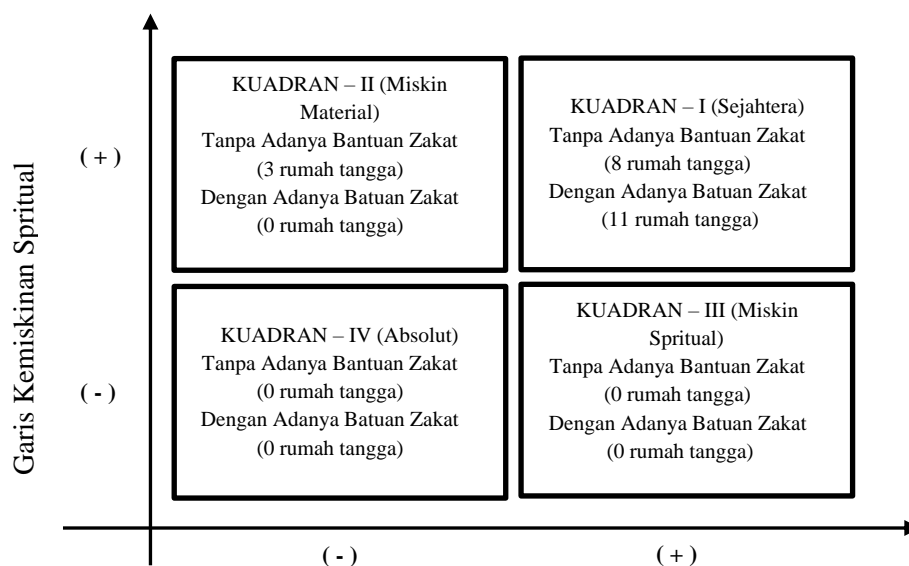 Garis Kemiskinan Spritual
( + )
KUADRAN – II (Miskin
Material)
Tanpa Adanya Bantuan Zakat
(3 rumah tangga)
Dengan Adanya Batuan Zakat
(0 rumah tangga)
KUADRAN – I (Sejahtera)
Tanpa Adanya Bantuan Zakat
(8 rumah tangga)
Dengan Adanya Batuan Zakat
(11 rumah tangga)
( - )
KUADRAN – IV (Absolut)
Tanpa Adanya Bantuan Zakat
(0 rumah tangga)
Dengan Adanya Batuan Zakat
(0 rumah tangga)
KUADRAN – III (Miskin
Spritual)
Tanpa Adanya Bantuan Zakat
(0 rumah tangga)
Dengan Adanya Batuan Zakat
(0 rumah tangga)
( - )
( + )